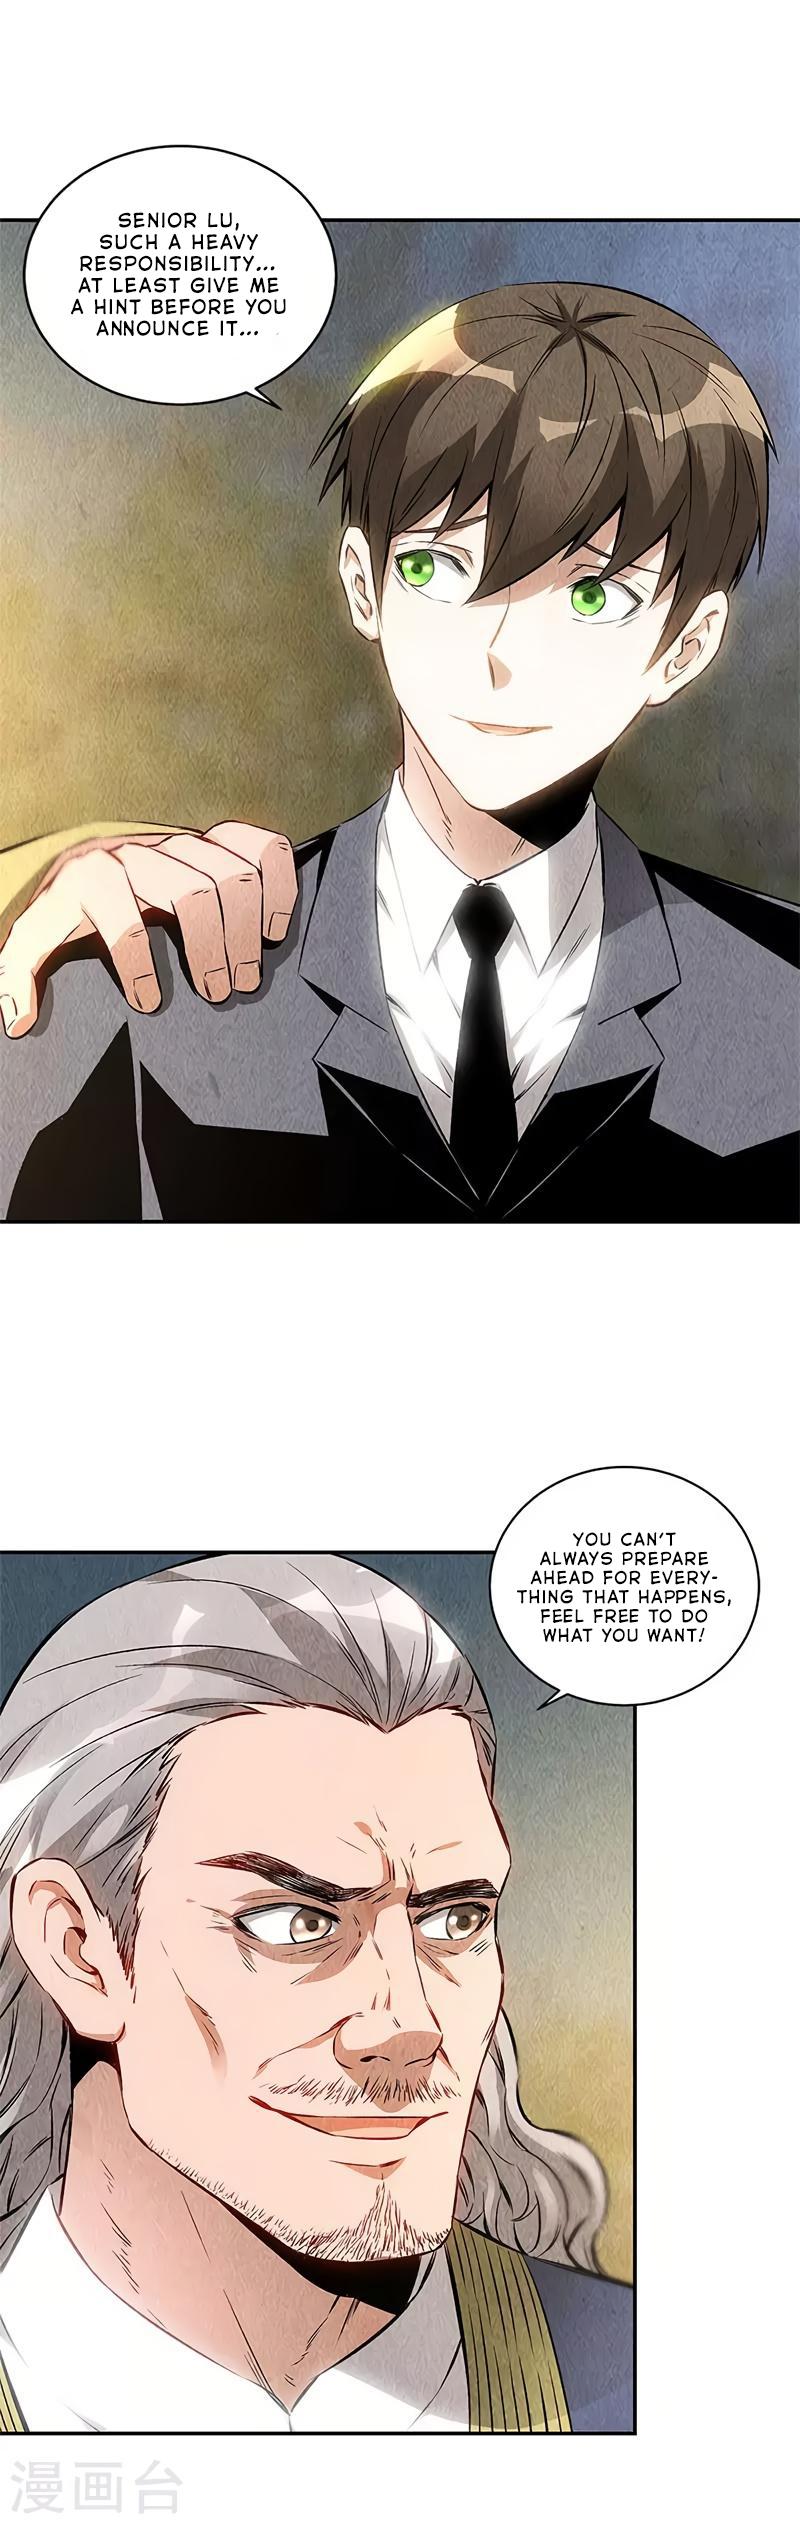 SENIOR LU,
SUCH A HEAVY
RESPONSIBILITY...
AT LEAST GIVE ME
A HINT BEFORE YOU
ANNOUNCE IT...
YOU CAN'T
ALWAYS PREPARE
AHEAD FOR EVERY-
THING THAT HAPPENS,
FEEL FREE TO DO
WHAT YOU WANT!
漫画台